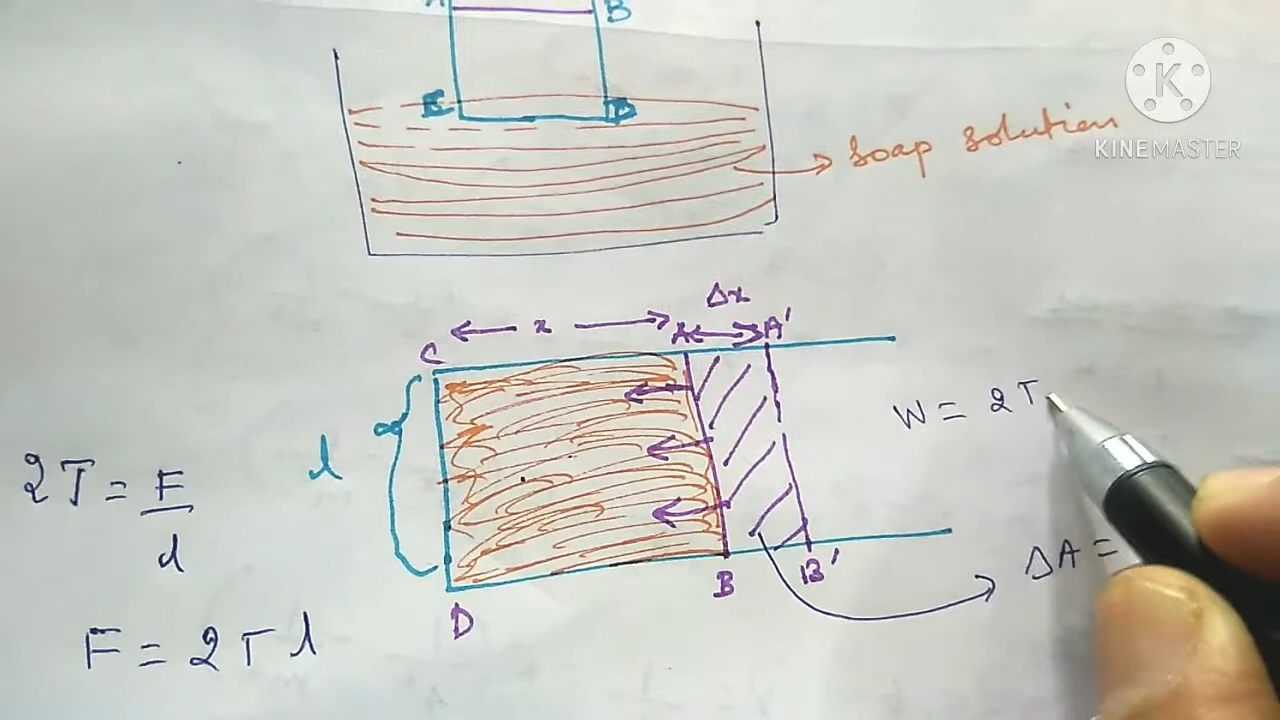 A B
E D
K
KINEMASTER
soap solution
Δx
x
C A A'
W = 2T
l
2T = F
l
ΔA =
B B'
D
F = 2Tl